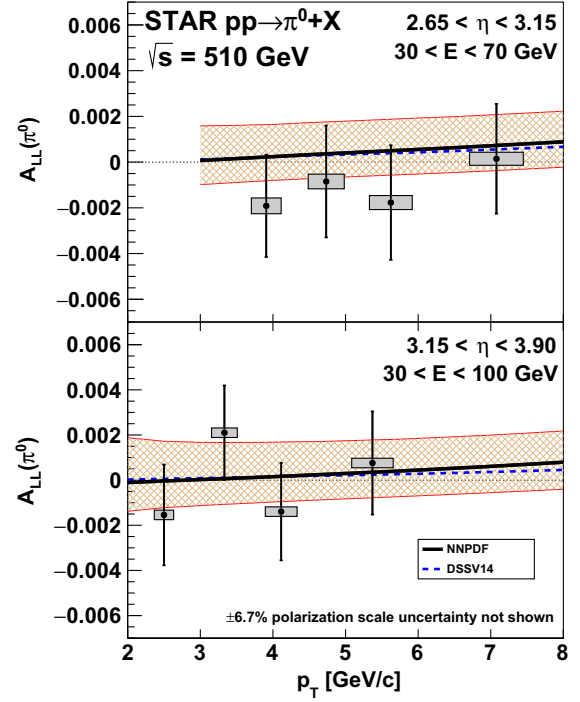 STAR pp→π⁰+X
√s = 510 GeV
2.65 < η < 3.15
30 < E < 70 GeV
A_LL(π⁰)
0.006
0.004
0.002
0
−0.002
−0.004
−0.006
3.15 < η < 3.90
30 < E < 100 GeV
A_LL(π⁰)
0.006
0.004
0.002
0
−0.002
−0.004
−0.006
NNPDF
DSSV14
±6.7% polarization scale uncertainty not shown
2 3 4 5 6 7 8
p_T [GeV/c]